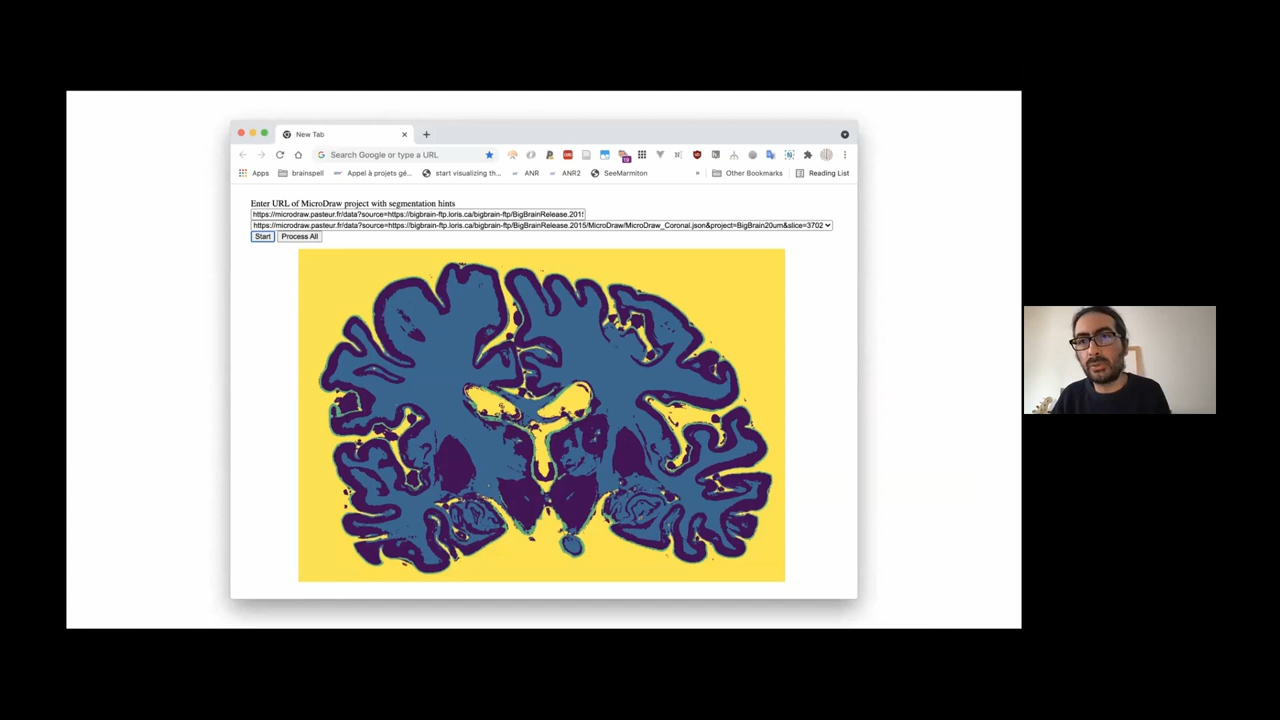 New Tab
Search Google or type a URL
19
Apps
brainspell
Appel à projets gé...
start visualizing th...
ANR
ANR2
SeeMarmiton
»
Other Bookmarks
Reading List
Enter URL of MicroDraw project with segmentation hints
https://microdraw.pasteur.fr/data?source=https://bigbrain-ftp.loris.ca/bigbrain-ftp/BigBrainRelease.2015
https://microdraw.pasteur.fr/data?source=https://bigbrain-ftp.loris.ca/bigbrain-ftp/BigBrainRelease.2015/MicroDraw/MicroDraw_Coronal.json&project=BigBrain20um&slice=3702
Start
Process All